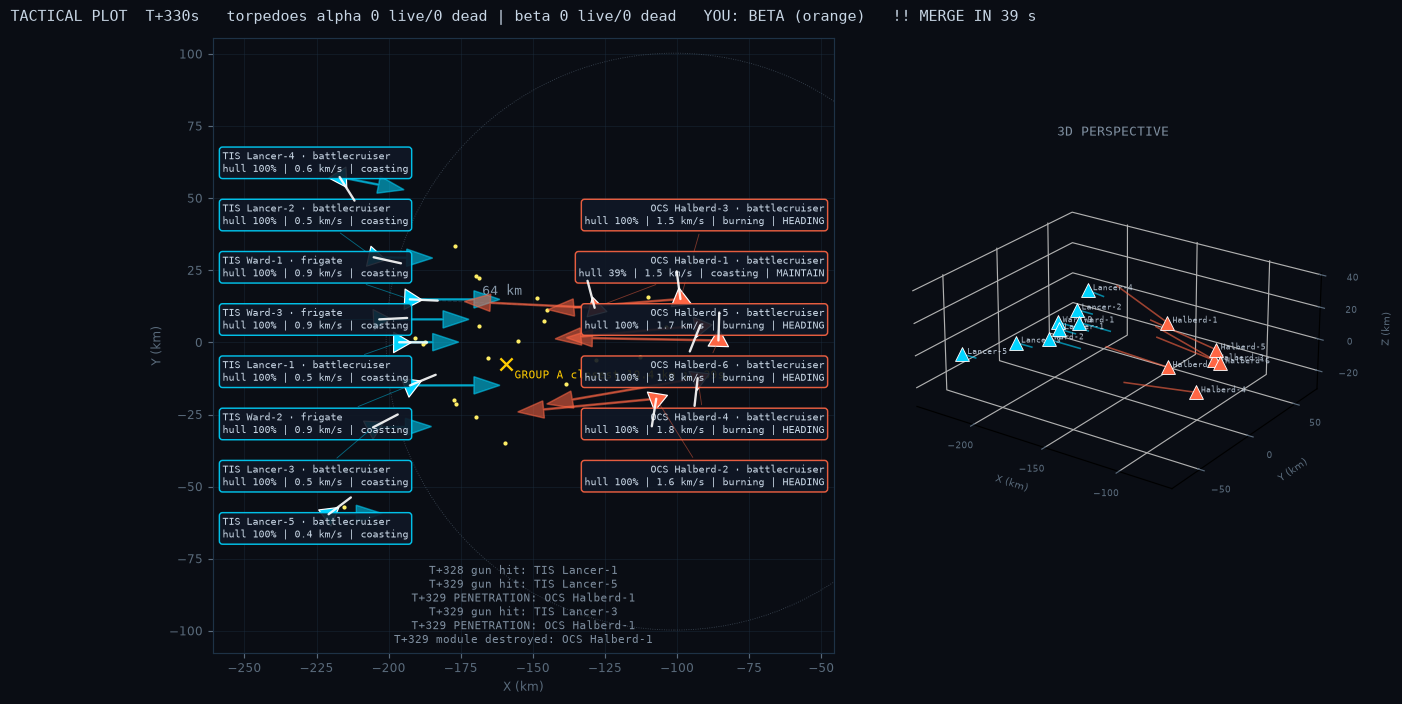 TACTICAL PLOT  T+330s   torpedoes alpha 0 live/0 dead | beta 0 live/0 dead   YOU: BETA (orange)   !! MERGE IN 39 s
3D PERSPECTIVE
100
75
50
25
0
−25
−50
−75
−100
Y (km)
−250
−225
−200
−175
−150
−125
−100
−75
−50
X (km)
TIS Lancer-4 · battlecruiser
hull 100% | 0.6 km/s | coasting
TIS Lancer-2 · battlecruiser
hull 100% | 0.5 km/s | coasting
TIS Ward-1 · frigate
hull 100% | 0.9 km/s | coasting
TIS Ward-3 · frigate
hull 100% | 0.9 km/s | coasting
TIS Lancer-1 · battlecruiser
hull 100% | 0.5 km/s | coasting
TIS Ward-2 · frigate
hull 100% | 0.9 km/s | coasting
TIS Lancer-3 · battlecruiser
hull 100% | 0.5 km/s | coasting
TIS Lancer-5 · battlecruiser
hull 100% | 0.4 km/s | coasting
64 km
GROUP A
OCS Halberd-3 · battlecruiser
hull 100% | 1.5 km/s | burning | HEADING
OCS Halberd-1 · battlecruiser
hull 39% | 1.5 km/s | coasting | MAINTAIN
OCS Halberd-5 · battlecruiser
hull 100% | 1.7 km/s | burning | HEADING
OCS Halberd-6 · battlecruiser
hull 100% | 1.8 km/s | burning | HEADING
OCS Halberd-4 · battlecruiser
hull 100% | 1.8 km/s | burning | HEADING
OCS Halberd-2 · battlecruiser
hull 100% | 1.6 km/s | burning | HEADING
T+328 gun hit: TIS Lancer-1
T+329 gun hit: TIS Lancer-5
T+329 PENETRATION: OCS Halberd-1
T+329 gun hit: TIS Lancer-3
T+329 PENETRATION: OCS Halberd-1
T+329 module destroyed: OCS Halberd-1
Lancer-4
Lancer-2
Lancer-5
Halberd-1
Halberd-5
40
20
0
−20
Z (km)
50
0
−50
Y (km)
−200
−150
−100
X (km)